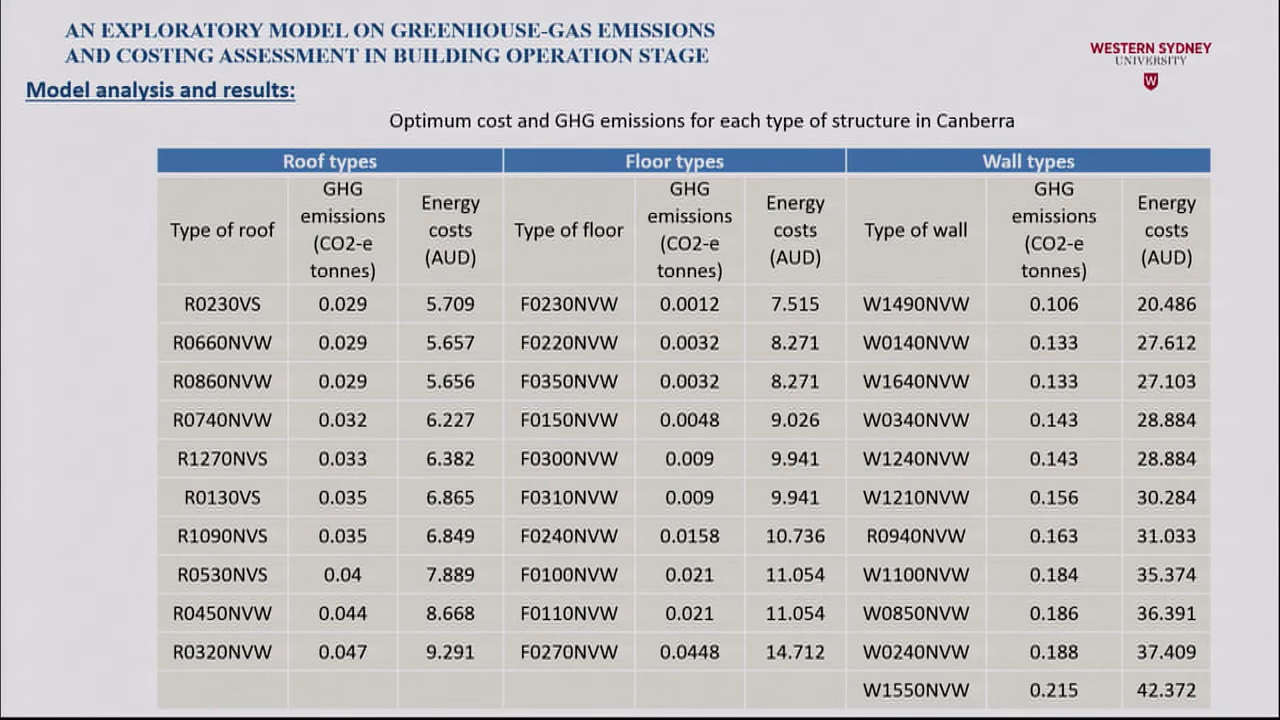 AN EXPLORATORY MODEL ON GREENHOUSE-GAS EMISSIONS
AND COSTING ASSESSMENT IN BUILDING OPERATION STAGE
WESTERN SYDNEY
UNIVERSITY
W
Model analysis and results:
Optimum cost and GHG emissions for each type of structure in Canberra
Roof types Floor types Wall types
Type of roof GHG emissions (CO2-e tonnes) Energy costs (AUD) Type of floor GHG emissions (CO2-e tonnes) Energy costs (AUD) Type of wall GHG emissions (CO2-e tonnes) Energy costs (AUD)
R0230VS 0.029 5.709 F0230NVW 0.0012 7.515 W1490NVW 0.106 20.486
R0660NVW 0.029 5.657 F0220NVW 0.0032 8.271 W0140NVW 0.133 27.612
R0860NVW 0.029 5.656 F0350NVW 0.0032 8.271 W1640NVW 0.133 27.103
R0740NVW 0.032 6.227 F0150NVW 0.0048 9.026 W0340NVW 0.143 28.884
R1270NVS 0.033 6.382 F0300NVW 0.009 9.941 W1240NVW 0.143 28.884
R0130VS 0.035 6.865 F0310NVW 0.009 9.941 W1210NVW 0.156 30.284
R1090NVS 0.035 6.849 F0240NVW 0.0158 10.736 R0940NVW 0.163 31.033
R0530NVS 0.04 7.889 F0100NVW 0.021 11.054 W1100NVW 0.184 35.374
R0450NVW 0.044 8.668 F0110NVW 0.021 11.054 W0850NVW 0.186 36.391
R0320NVW 0.047 9.291 F0270NVW 0.0448 14.712 W0240NVW 0.188 37.409
W1550NVW 0.215 42.372